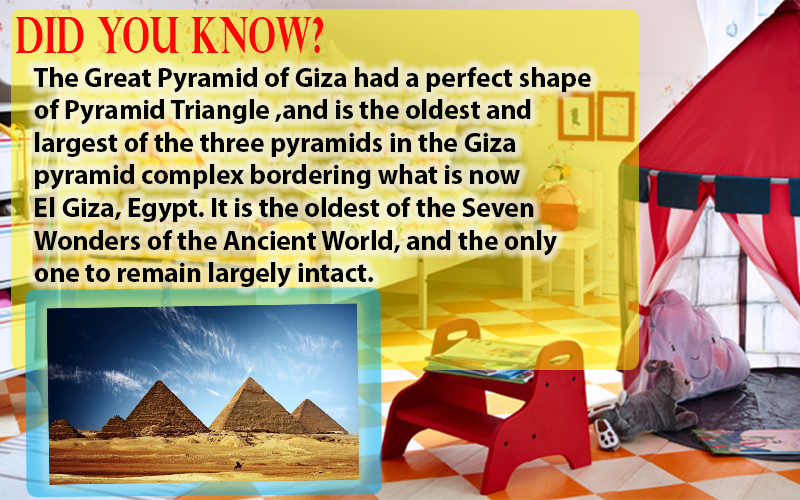 DID YOU KNOW?
The Great Pyramid of Giza had a perfect shape
of Pyramid Triangle ,and is the oldest and
largest of the three pyramids in the Giza
pyramid complex bordering what is now
El Giza, Egypt. It is the oldest of the Seven
Wonders of the Ancient World, and the only
one to remain largely intact.